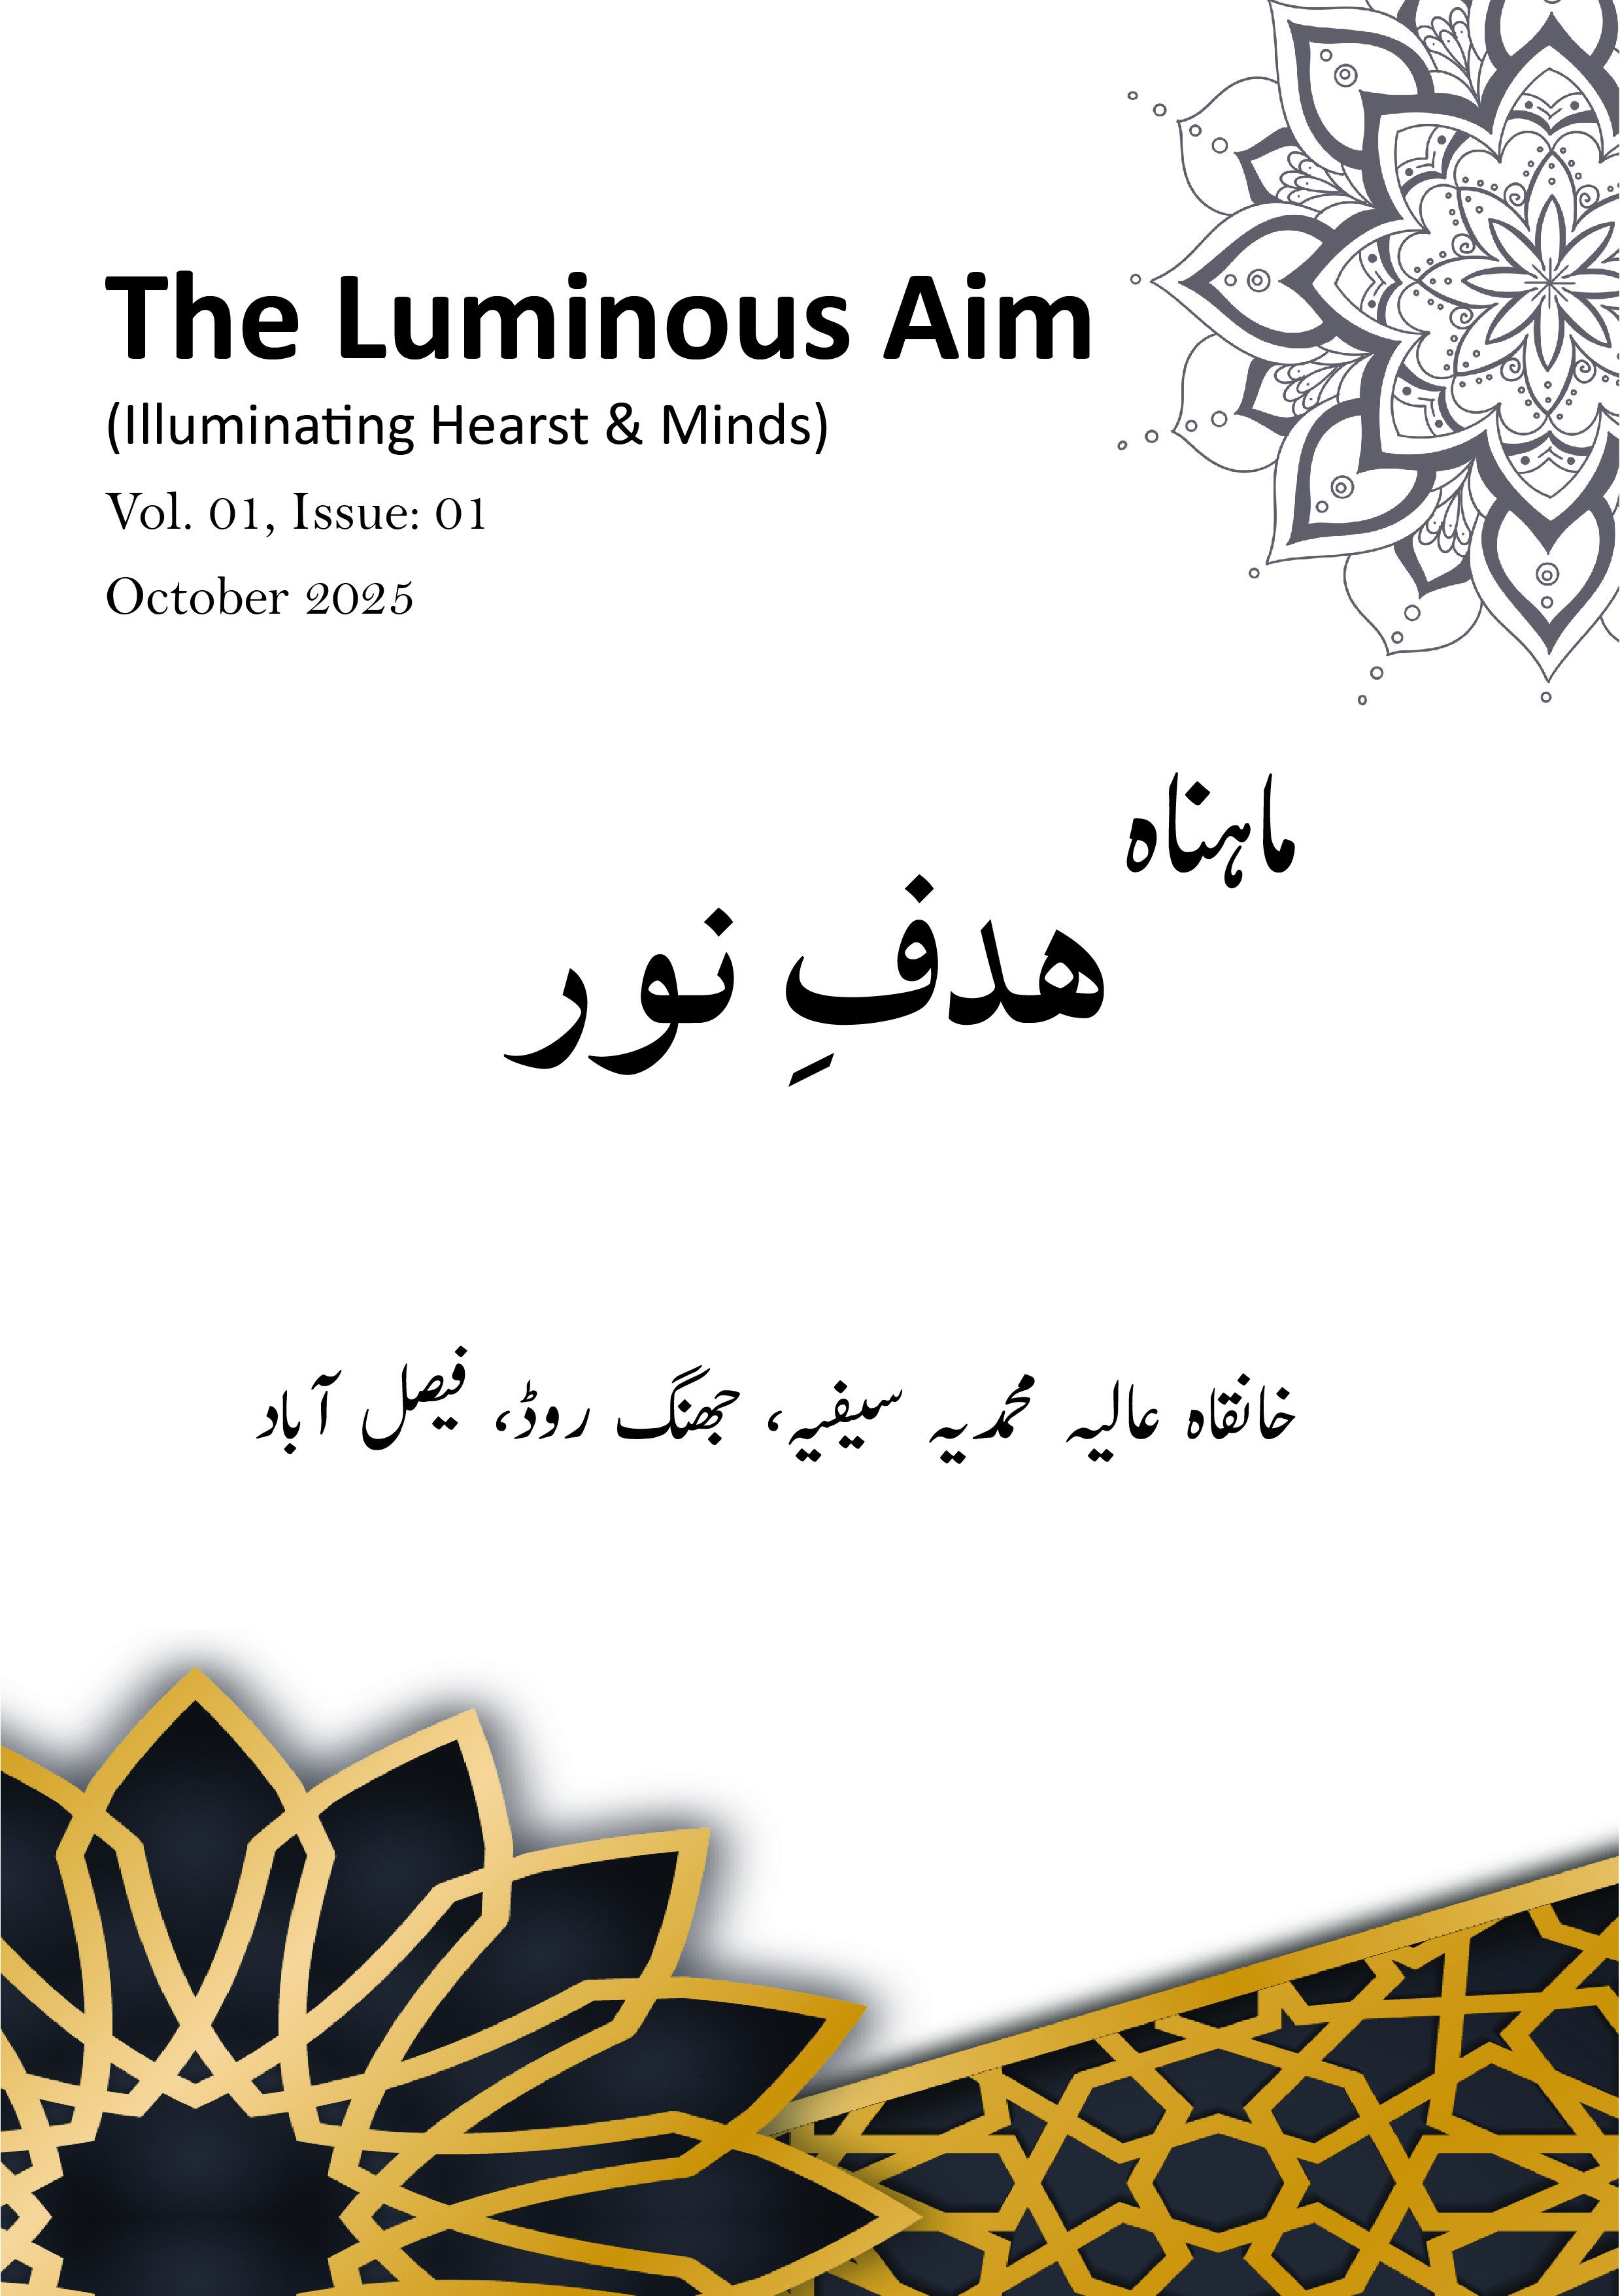 The Luminous Aim
(Illuminating Hearst & Minds)
Vol. 01, Issue: 01
October 2025
ماہناہ
ھدفِ نور
خانقاہ عالیہ محمدیہ سیفیہ، جھنگ روڈ، فیصل آباد